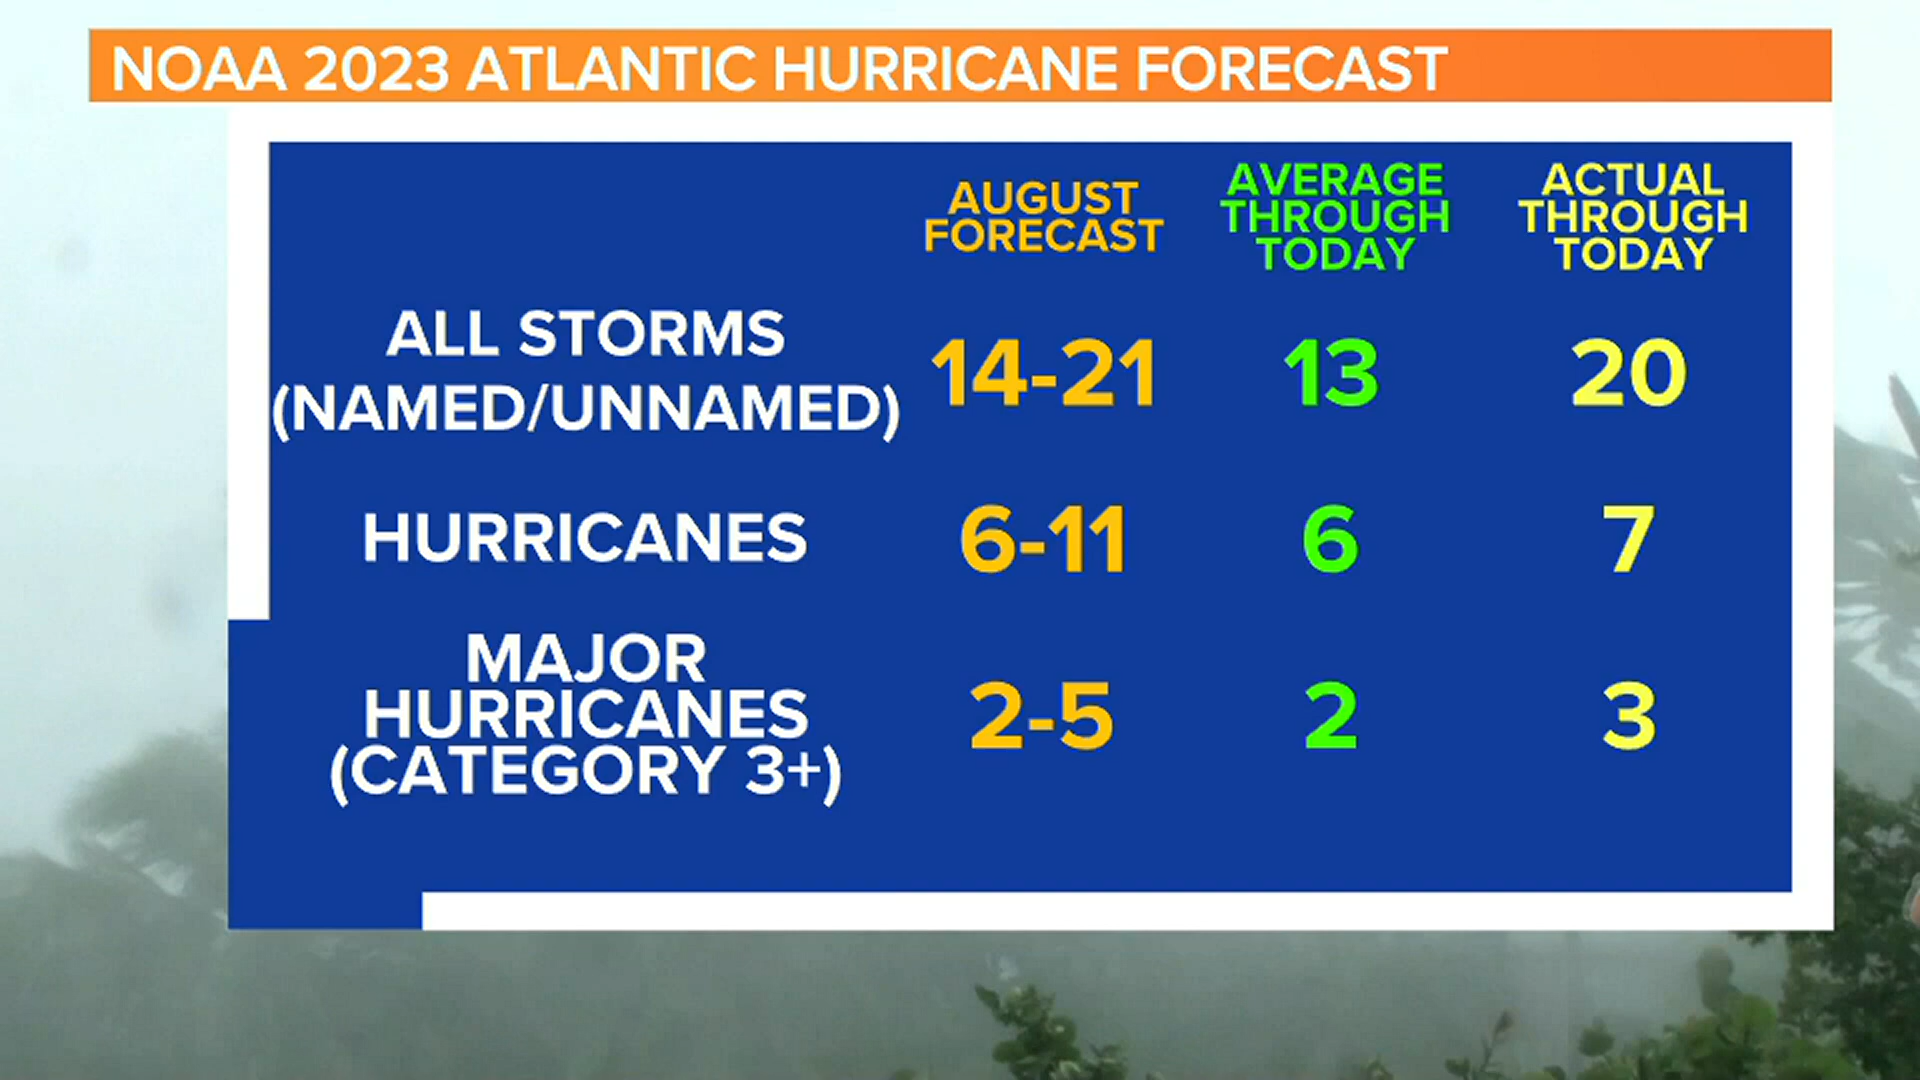 NOAA 2023 ATLANTIC HURRICANE FORECAST
AUGUST
FORECAST
AVERAGE
THROUGH
TODAY
ACTUAL
THROUGH
TODAY
ALL STORMS
(NAMED/UNNAMED)
14-21
13
20
HURRICANES
6-11
6
7
MAJOR
HURRICANES
(CATEGORY 3+)
2-5
2
3